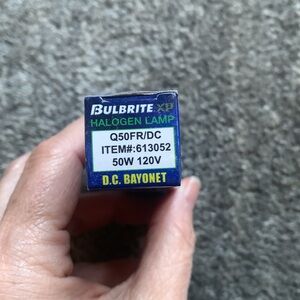 BULBRITE XP
HALOGEN LAMP
Q50FR/DC
ITEM#:613052
50W 120V
D.C. BAYONET